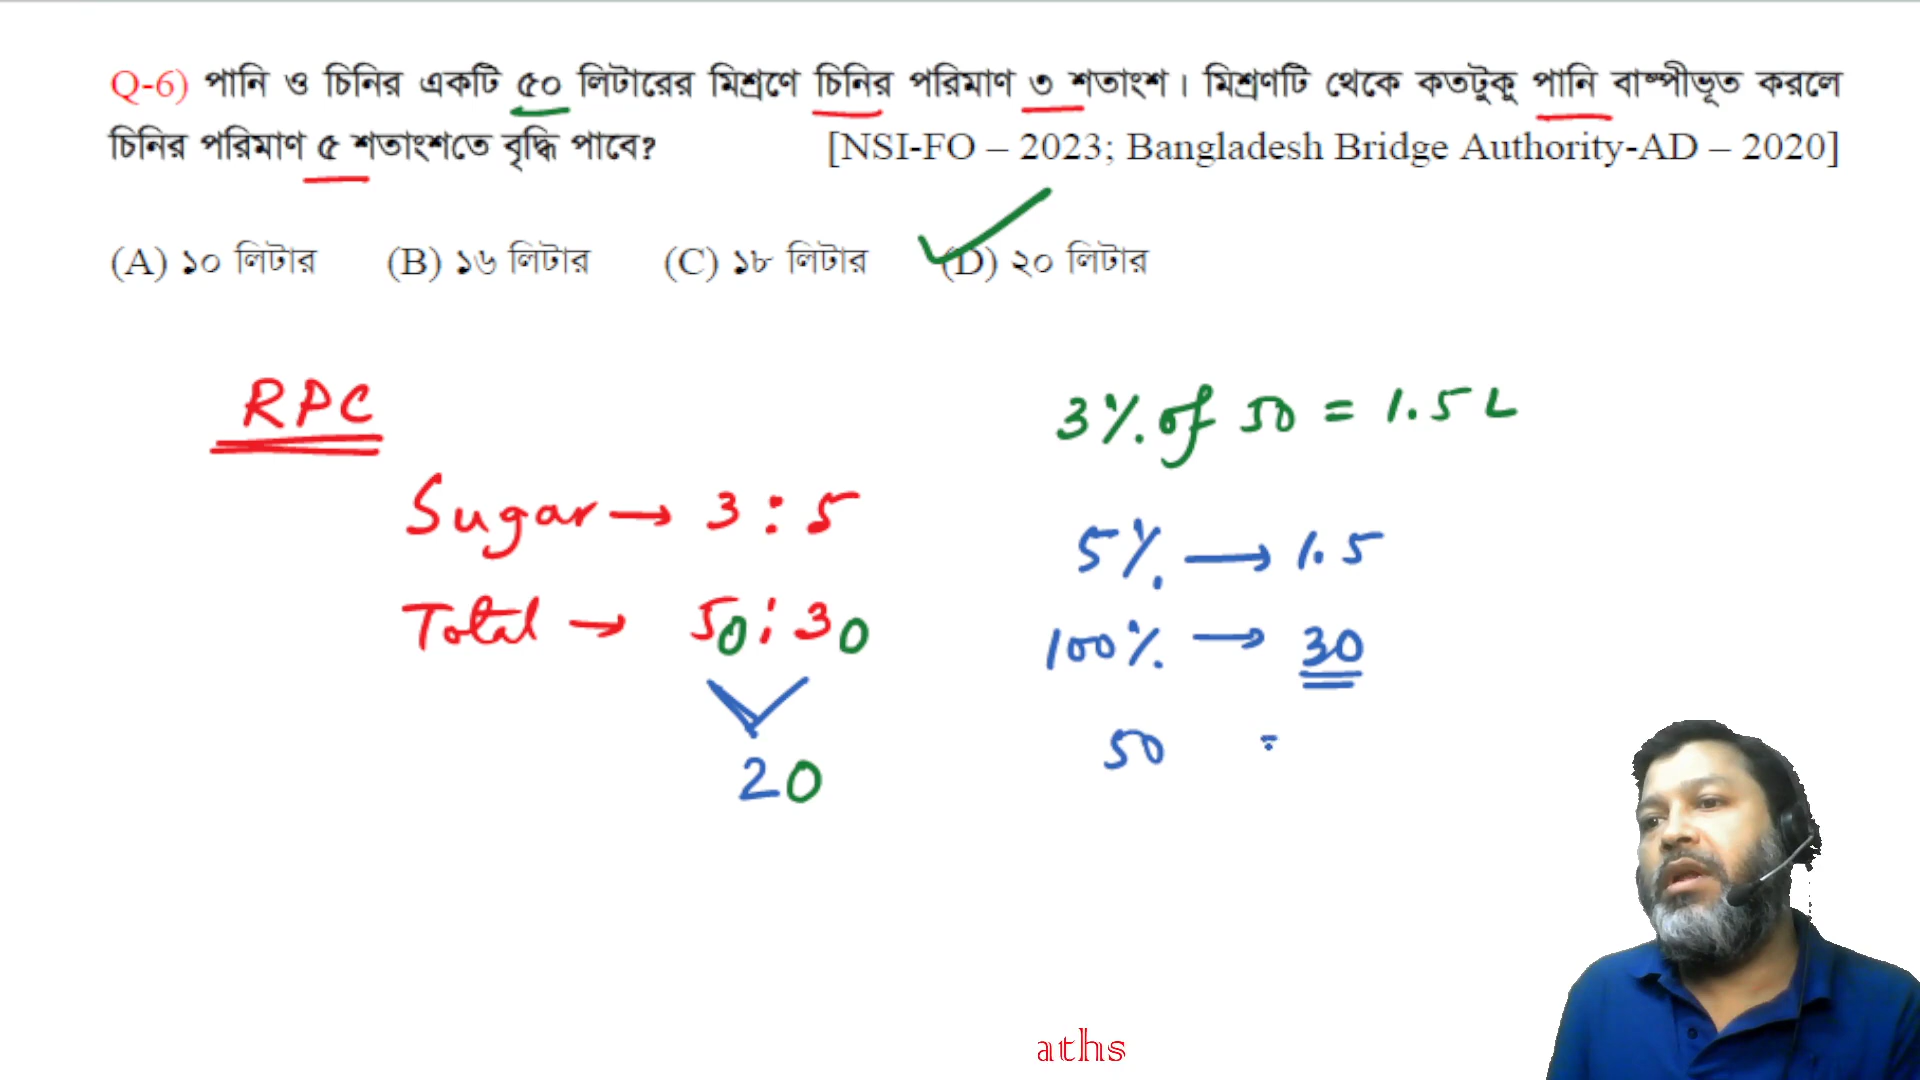 Q-6) পানি ও চিনির একটি ৫০ লিটারের মিশ্রণে চিনির পরিমাণ ৩ শতাংশ। মিশ্রণটি থেকে কতটুকু পানি বাষ্পীভূত করলে
চিনির পরিমাণ ৫ শতাংশতে বৃদ্ধি পাবে? [NSI-FO – 2023; Bangladesh Bridge Authority-AD – 2020]
(A) ১০ লিটার (B) ১৬ লিটার (C) ১৮ লিটার (D) ২০ লিটার
RPC
Sugar → 3 : 5
Total → 50 : 30
20
3% of 50 = 1.5 L
5% → 1.5
100% → 30
50 =
aths